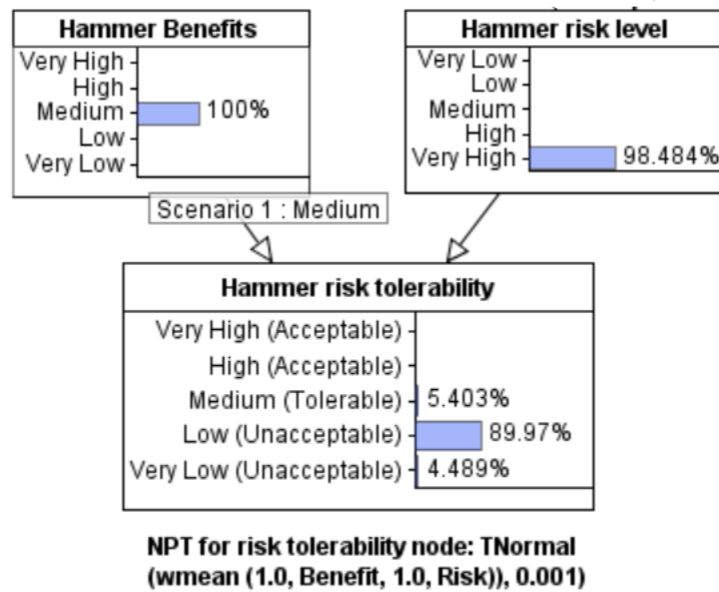 Hammer Benefits
Very High
High
Medium 100%
Low
Very Low
Scenario 1 : Medium
Hammer risk level
Very Low
Low
Medium
High
Very High 98.484%
Hammer risk tolerability
Very High (Acceptable)
High (Acceptable)
Medium (Tolerable) 5.403%
Low (Unacceptable) 89.97%
Very Low (Unacceptable) 4.489%
NPT for risk tolerability node: TNormal
(wmean (1.0, Benefit, 1.0, Risk)), 0.001)